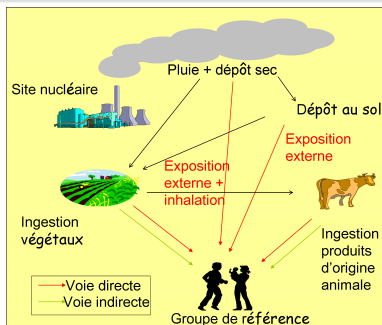 Pluie + dépôt sec
Site nucléaire
Dépôt au sol
Exposition
externe
Exposition
externe +
inhalation
Ingestion
végétaux
Ingestion
produits
d'origine
animale
Voie directe
Voie indirecte
Groupe de référence